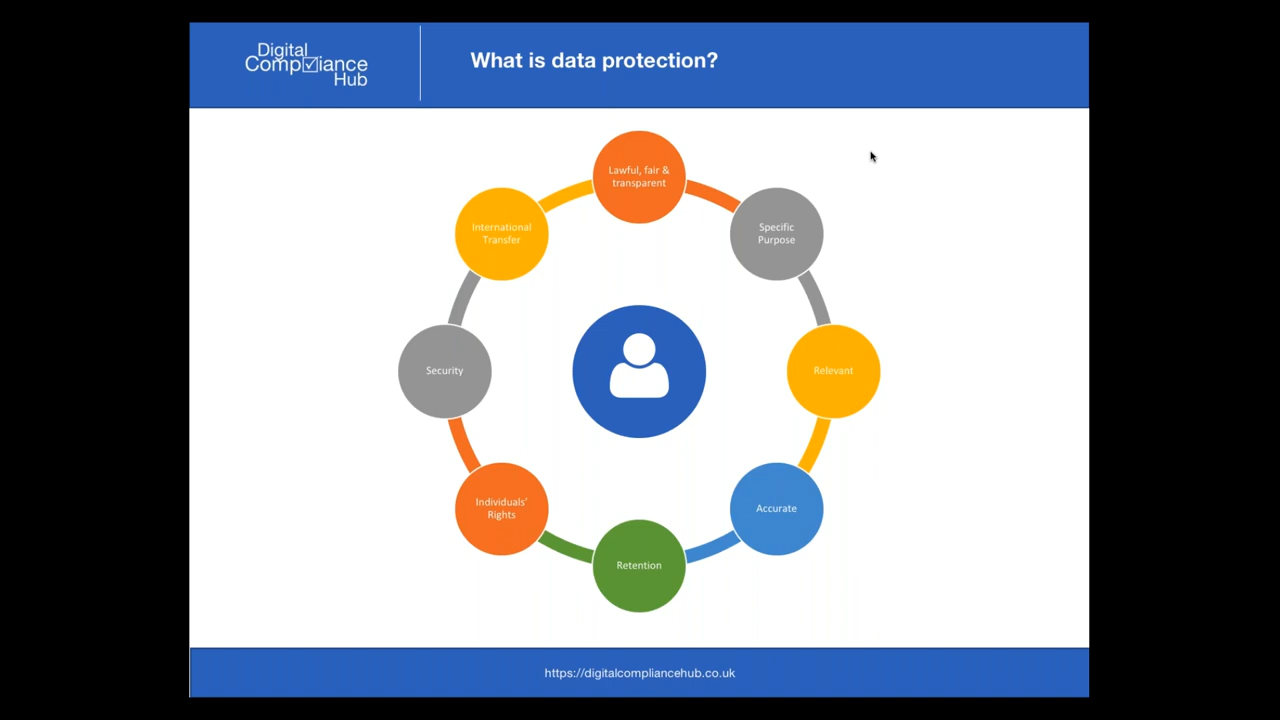 Digital
Compliance
Hub
What is data protection?
Lawful, fair &
transparent
Specific
Purpose
Relevant
Accurate
Retention
Individuals'
Rights
Security
International
Transfer
https://digitalcompliancehub.co.uk